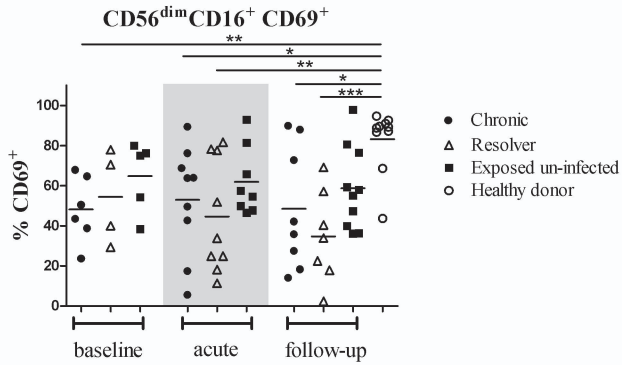 CD56dimCD16+ CD69+
**
*
**
*
***
% CD69+
100
80
60
40
20
0
baseline
acute
follow-up
Chronic
Resolver
Exposed un-infected
Healthy donor